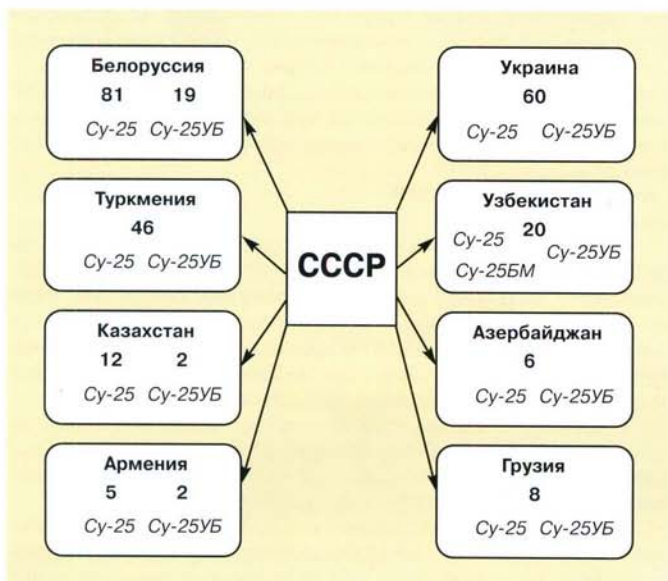 Белоруссия
81 19
Су-25 Су-25УБ
Туркмения
46
Су-25 Су-25УБ
Казахстан
12 2
Су-25 Су-25УБ
Армения
5 2
Су-25 Су-25УБ
СССР
Украина
60
Су-25 Су-25УБ
Узбекистан
Су-25 20 Су-25УБ
Су-25БМ
Азербайджан
6
Су-25 Су-25УБ
Грузия
8
Су-25 Су-25УБ